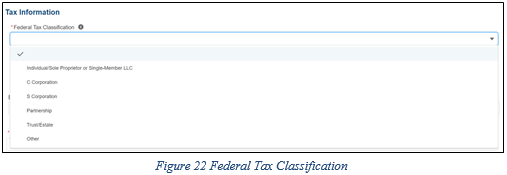 Tax Information
*Federal Tax Classification
Individual/Sole Proprietor or Single-Member LLC
C Corporation
S Corporation
Partnership
Trust/Estate
Other
Figure 22 Federal Tax Classification